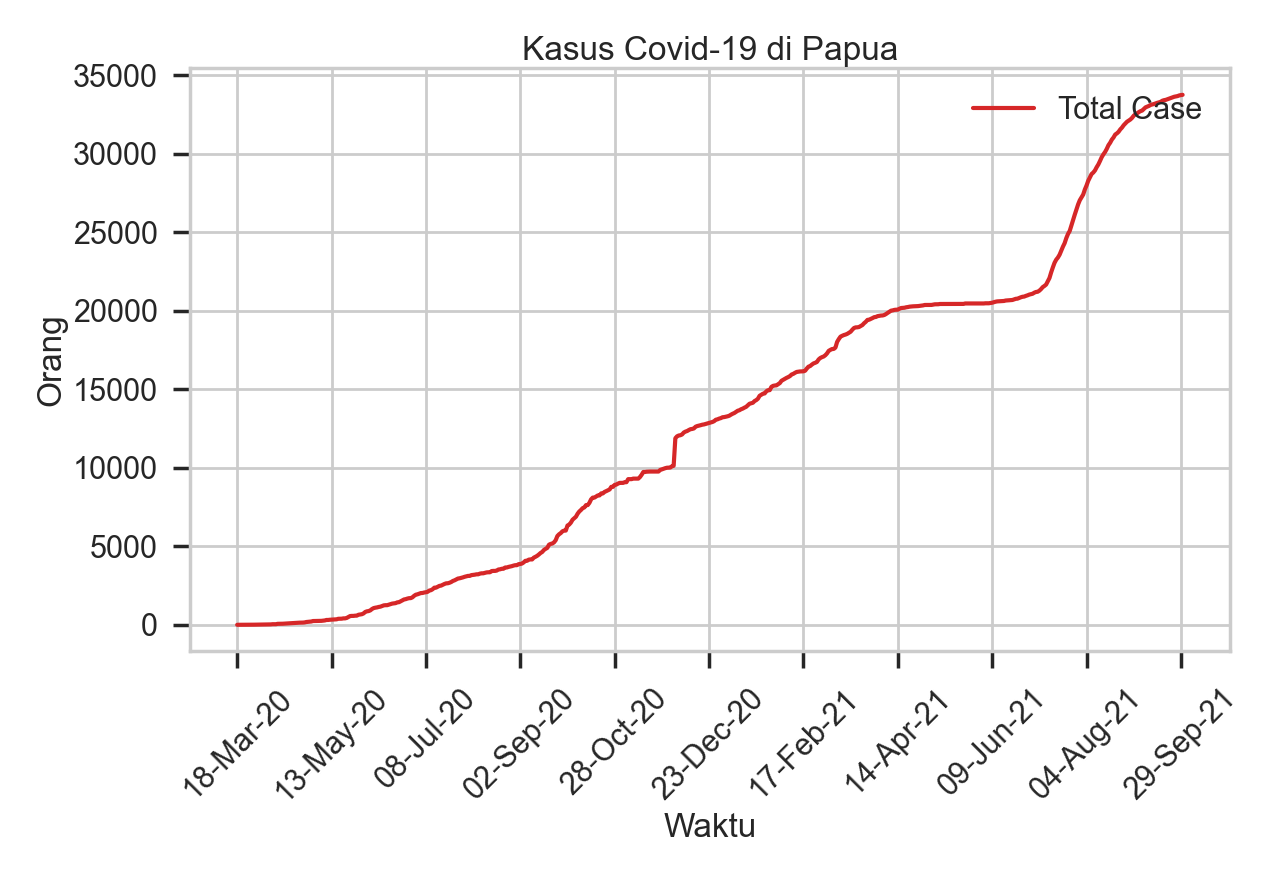 Kasus Covid-19 di Papua
35000
30000
25000
20000
15000
10000
5000
0
Orang
Total Case
18-Mar-20
13-May-20
08-Jul-20
02-Sep-20
28-Oct-20
23-Dec-20
17-Feb-21
14-Apr-21
09-Jun-21
04-Aug-21
29-Sep-21
Waktu